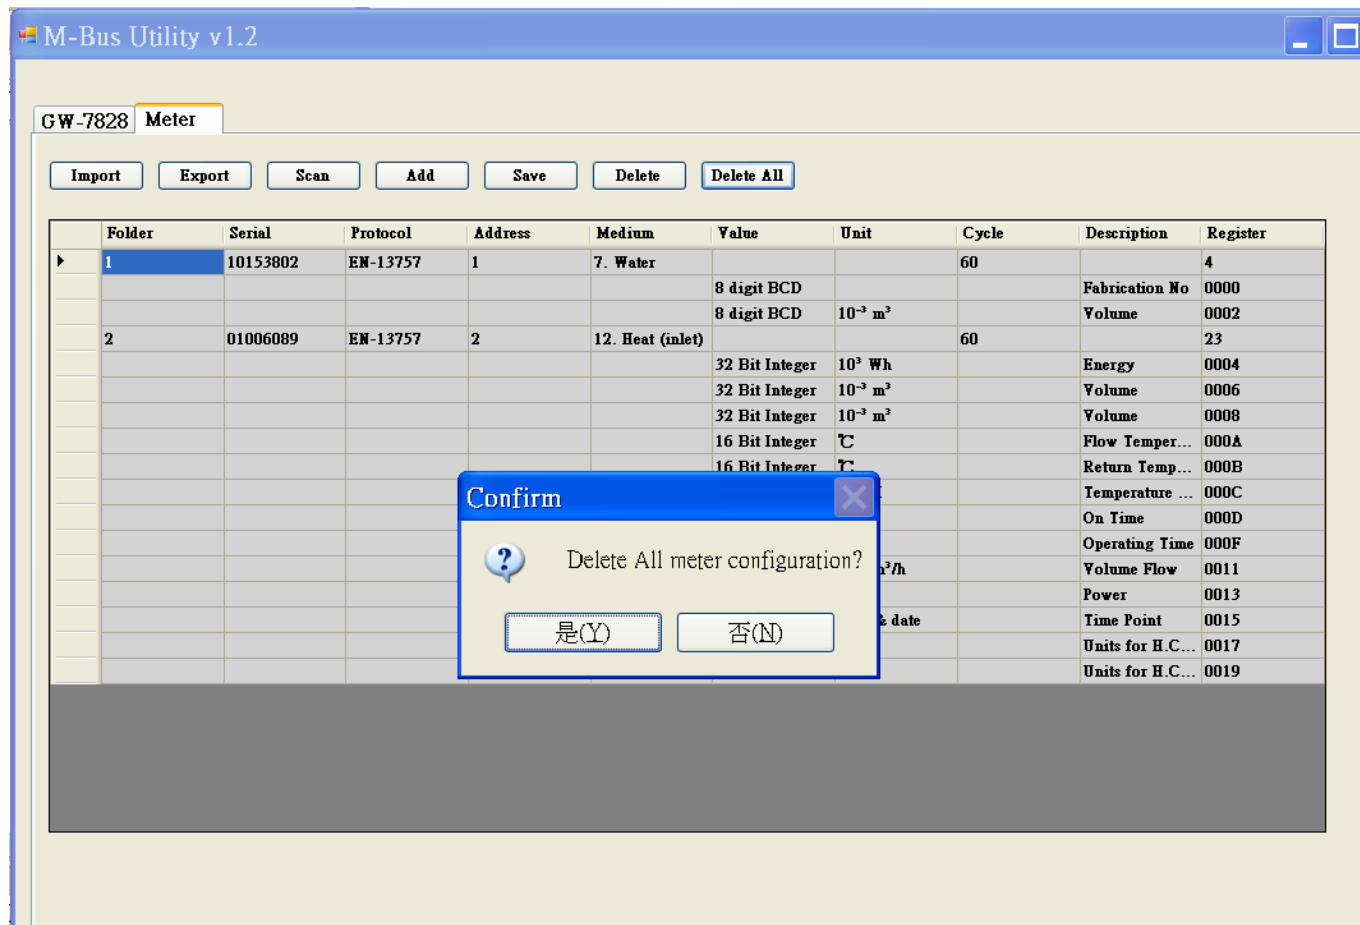 M-Bus Utility v1.2
GW-7828 Meter
Import Export Scan Add Save Delete Delete All
Folder Serial Protocol Address Medium Value Unit Cycle Description Register
1 10153802 EN-13757 1 7. Water 60 4
8 digit BCD Fabrication No 0000
8 digit BCD 10⁻³ m³ Volume 0002
2 01006089 EN-13757 2 12. Heat (inlet) 60 23
32 Bit Integer 10³ Wh Energy 0004
32 Bit Integer 10⁻³ m³ Volume 0006
32 Bit Integer 10⁻³ m³ Volume 0008
16 Bit Integer ℃ Flow Temper... 000A
16 Bit Integer ℃ Return Temp... 000B
Temperature ... 000C
On Time 000D
Operating Time 000F
m³/h Volume Flow 0011
Power 0013
& date Time Point 0015
Units for H.C... 0017
Units for H.C... 0019
Confirm
Delete All meter configuration?
是(Y) 否(N)